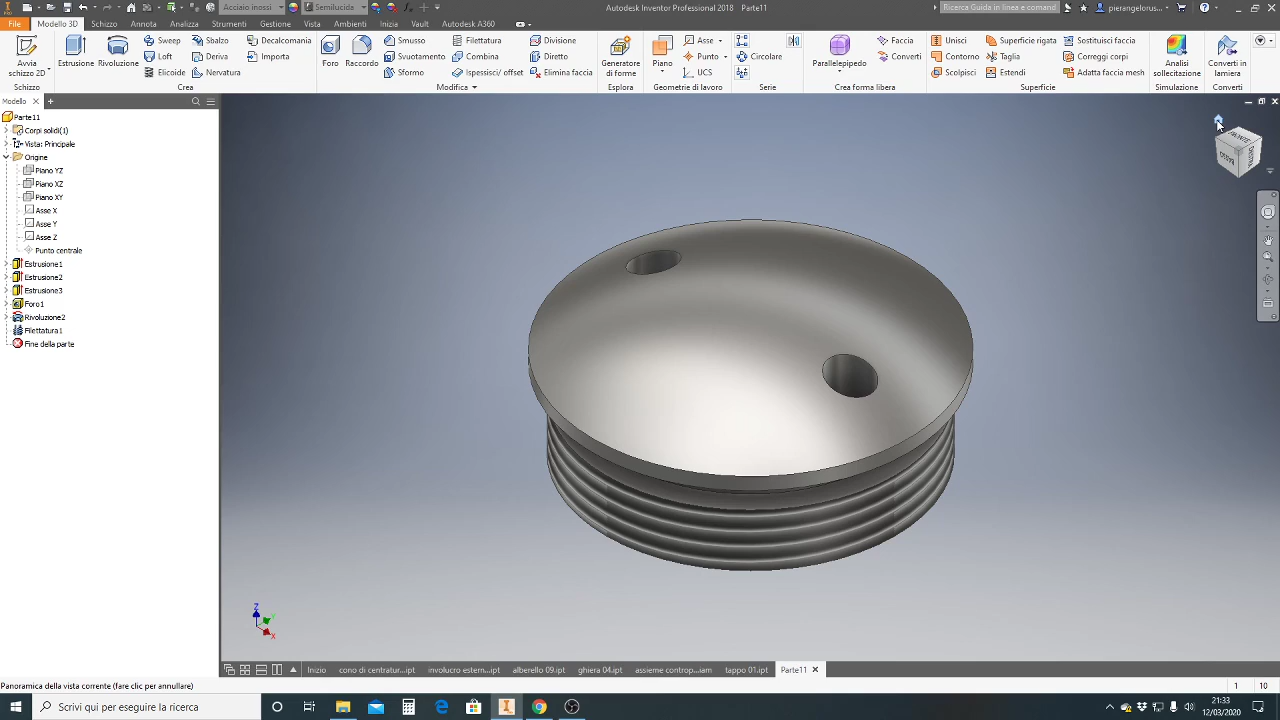 Acciaio inossi
Semilucida
Autodesk Inventor Professional 2018   Parte11
Ricerca Guida in linea e comand
pierangelorus...
File
Modello 3D
Schizzo
Annota
Controlla
Strumenti
Gestione
Vista
Ambienti
Inizia
Vault
Autodesk A360
Avvia
schizzo 2D
Schizzo
Estrusione
Rivoluzione
Sweep
Loft
Elicoide
Sbalzo
Deriva
Nervatura
Decalcomania
Importa
Crea
Foro
Raccordo
Smusso
Svuotamento
Sformo
Filettatura
Combina
Ispessisci/ offset
Divisione
Diretto
Elimina faccia
Modifica
Generatore
di forme
Esplora
Piano
Asse
Punto
UCS
Geometria di lavoro
Circolare
Serie
Parallelepipedo
Faccia
Converti
Crea forma libera
Unisci
Contorno
Scolpisci
Superficie rigata
Taglia
Estendi
Sostituisci faccia
Correggi corpi
Adatta faccia mesh
Superficie
Analisi
sollecitazione
Simulazione
Converti in
lamiera
Converti
Modello
Parte11
Corpi solidi(1)
Vista: Principale
Origine
Piano YZ
Piano XZ
Piano XY
Asse X
Asse Y
Asse Z
Punto centrale
Estrusione1
Estrusione2
Estrusione3
Foro1
Rivoluzione2
Filettatura1
Fine della parte
Z
Y
X
Inizio
cono di centratur...ipt
involucro estern...ipt
alberello 09.ipt
ghiera 04.ipt
assieme controp...iam
tappo 01.ipt
Parte11
Panoramica della vista corrente (fare clic per annullare)
1
10
Scrivi qui per eseguire la ricerca
21:33
12/03/2020